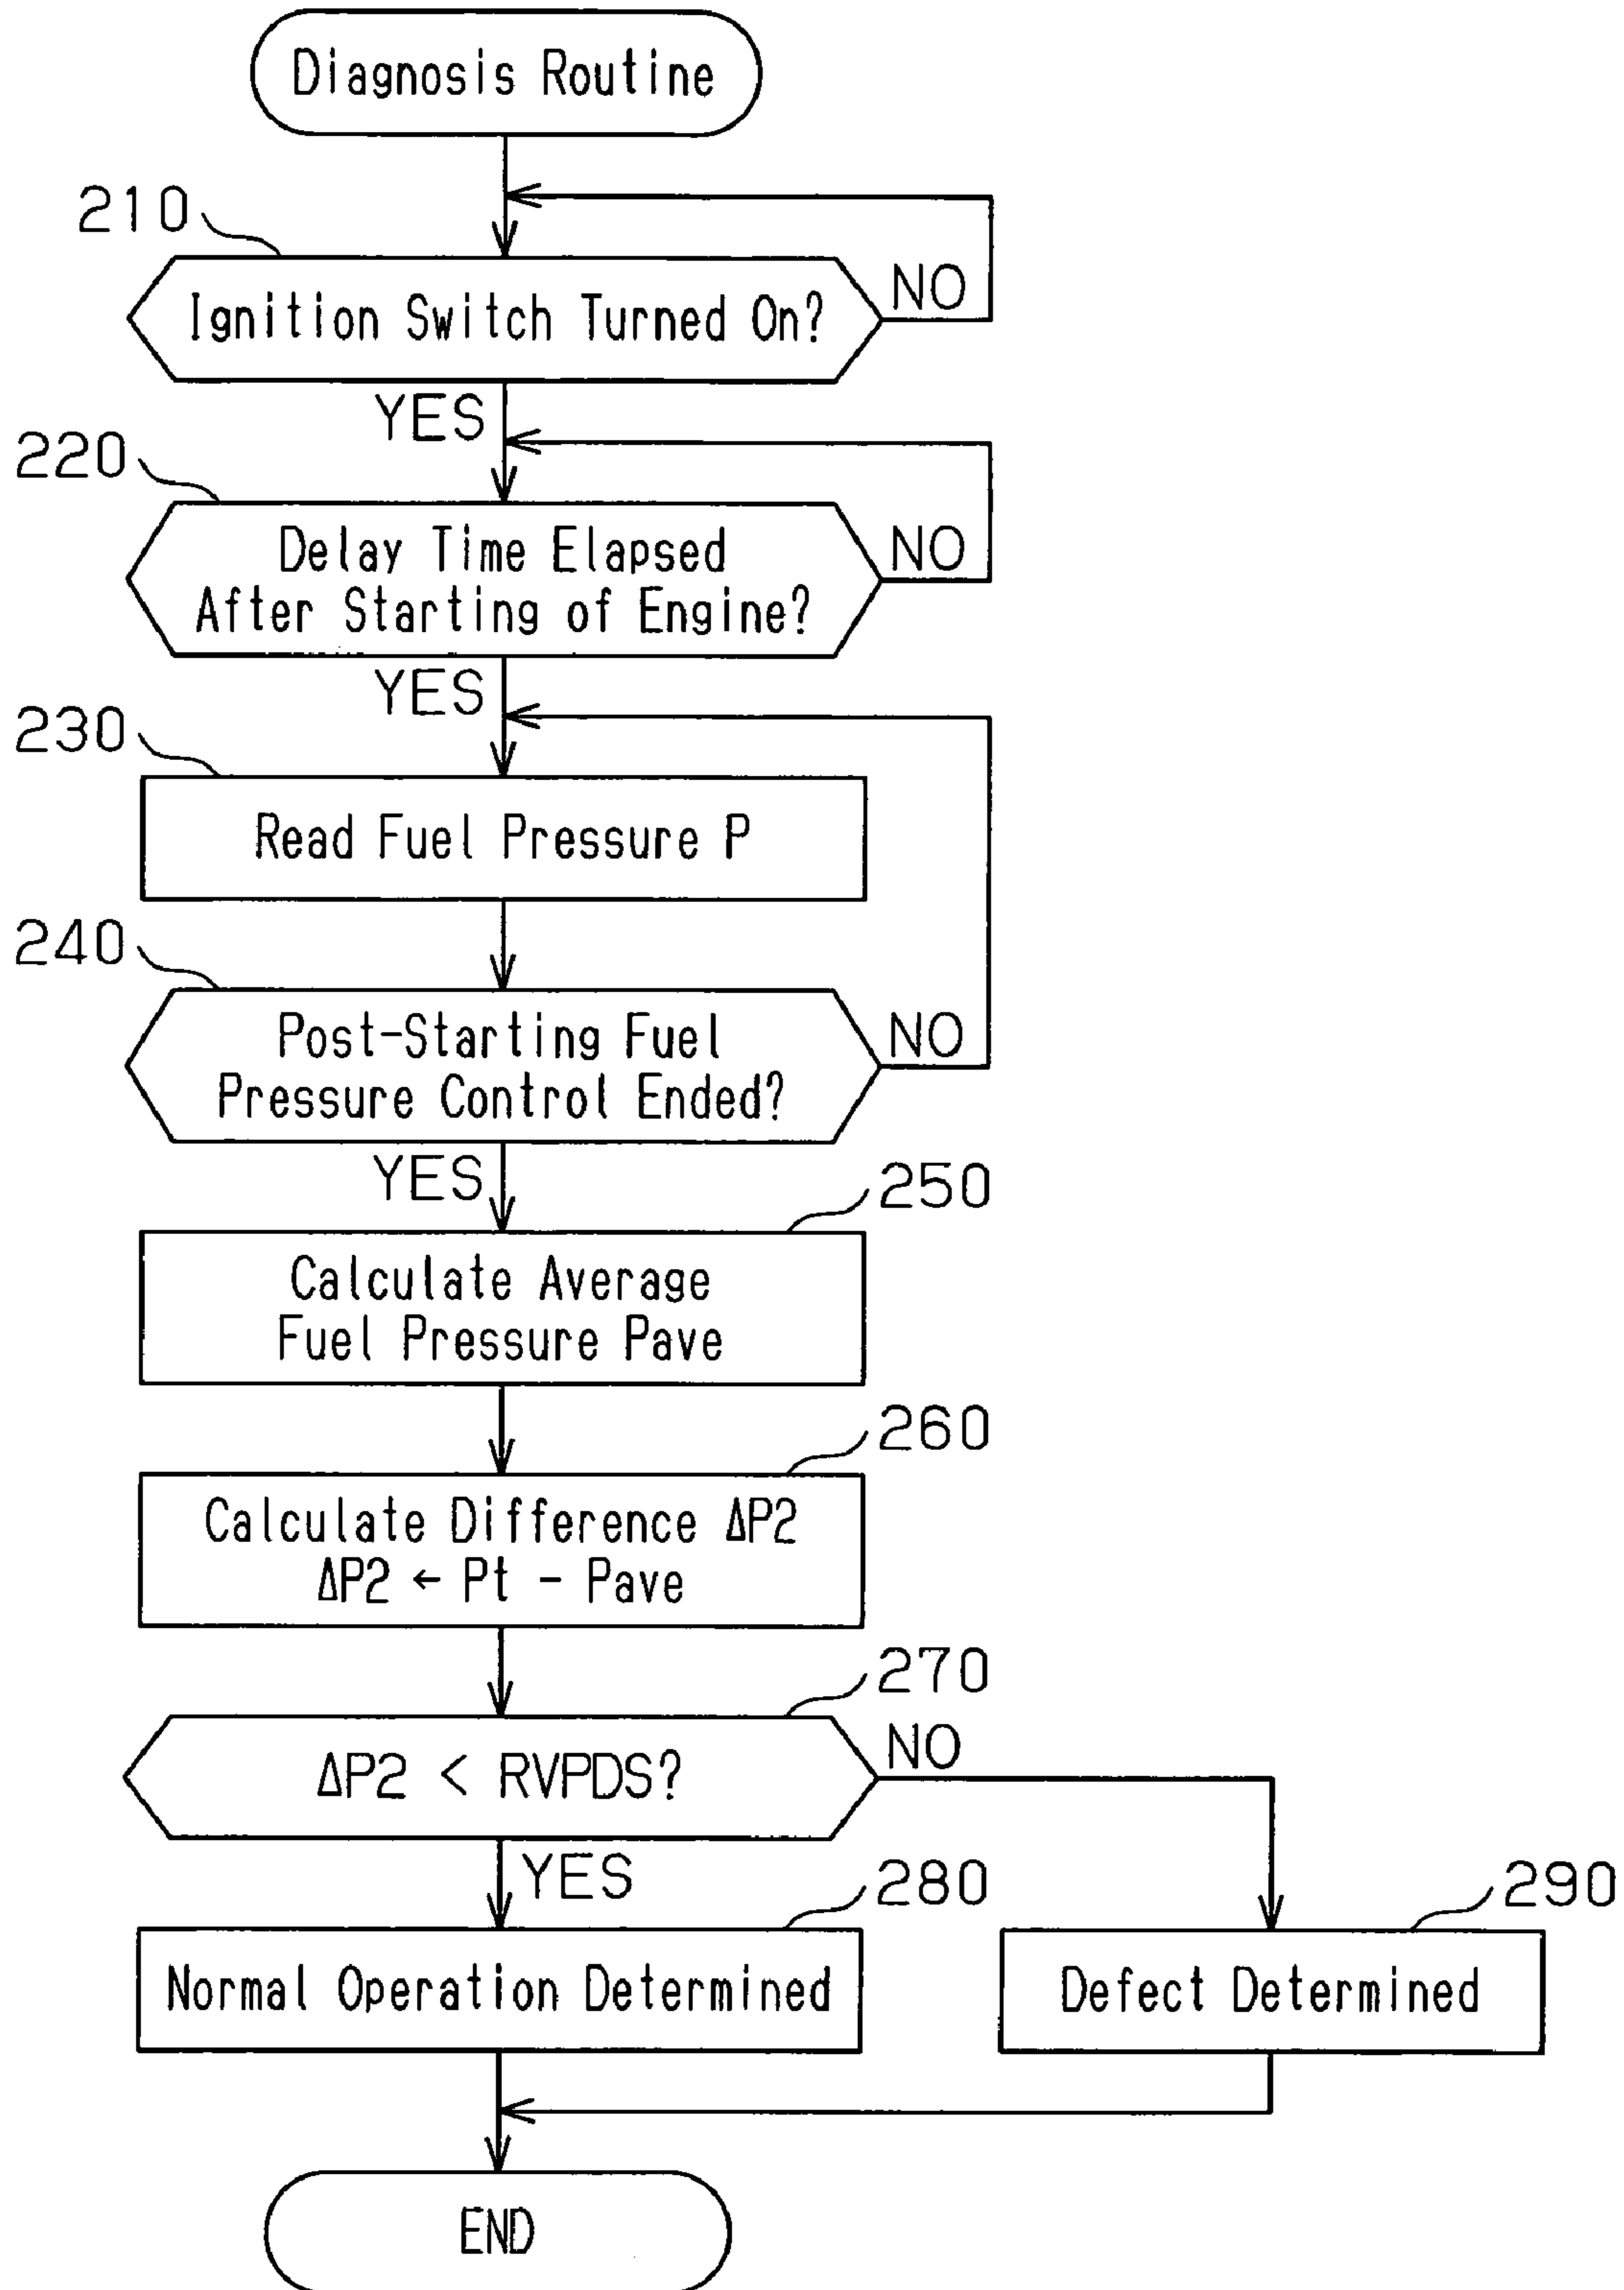 Diagnosis Routine
210
Ignition Switch Turned On?
NO
YES
220
Delay Time Elapsed
After Starting of Engine?
NO
YES
230
Read Fuel Pressure P
240
Post-Starting Fuel
Pressure Control Ended?
NO
YES
250
Calculate Average
Fuel Pressure Pave
260
Calculate Difference ΔP2
ΔP2 ← Pt - Pave
270
ΔP2 < RVPDS?
NO
YES
280
Normal Operation Determined
290
Defect Determined
END